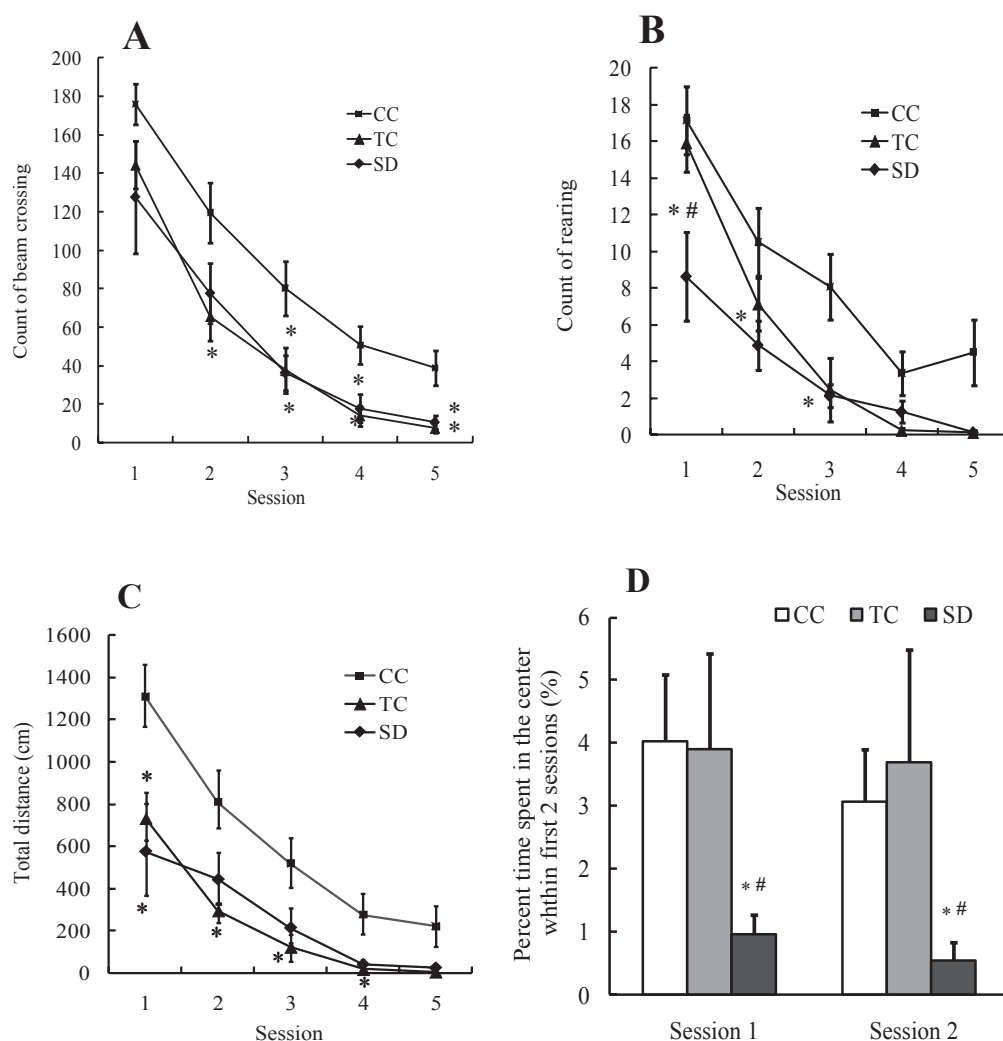 A
200
180
160
140
120
100
80
60
40
20
0
Count of beam crossing
CC
TC
SD
*
*
*
*
*
*
*
1 2 3 4 5
Session
B
20
18
16
14
12
10
8
6
4
2
0
Count of rearing
CC
TC
SD
* #
*
*
1 2 3 4 5
Session
C
1600
1400
1200
1000
800
600
400
200
0
Total distance (cm)
CC
TC
SD
*
*
*
*
*
1 2 3 4 5
Session
D
6
5
4
3
2
1
0
Percent time spent in the center
whthin first 2 sessions (%)
CC TC SD
* #
* #
Session 1 Session 2